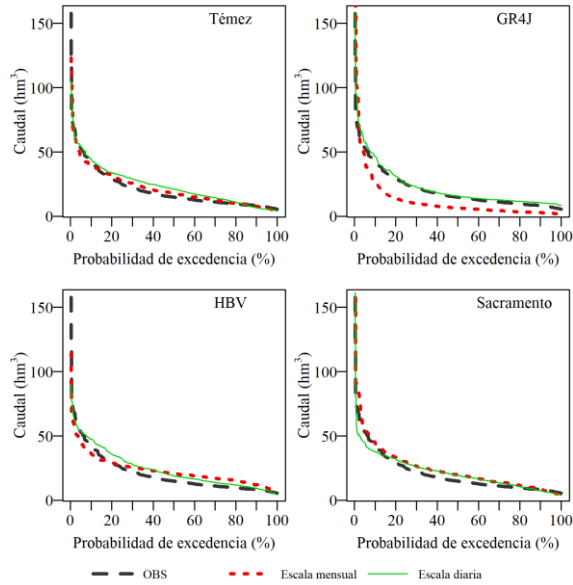 Témez
GR4J
Caudal (hm³)
150
100
50
0
Caudal (hm³)
150
100
50
0
0 20 40 60 80 100
0 20 40 60 80 100
Probabilidad de excedencia (%)
Probabilidad de excedencia (%)
HBV
Sacramento
Caudal (hm³)
150
100
50
0
Caudal (hm³)
150
100
50
0
0 20 40 60 80 100
0 20 40 60 80 100
Probabilidad de excedencia (%)
Probabilidad de excedencia (%)
OBS Escala mensual Escala diaria